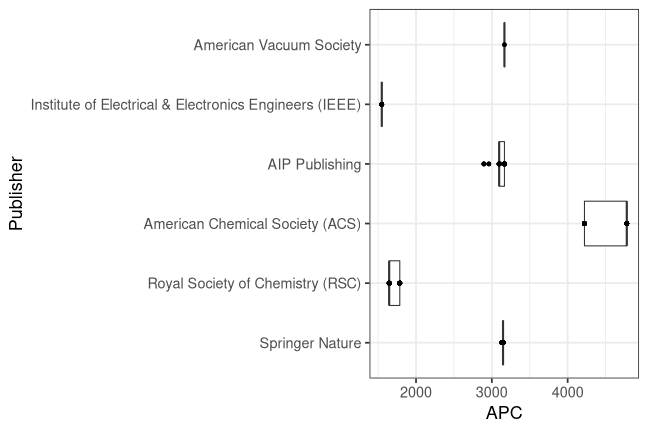 American Vacuum Society
Institute of Electrical & Electronics Engineers (IEEE)
AIP Publishing
American Chemical Society (ACS)
Royal Society of Chemistry (RSC)
Springer Nature
Publisher
2000 3000 4000
APC